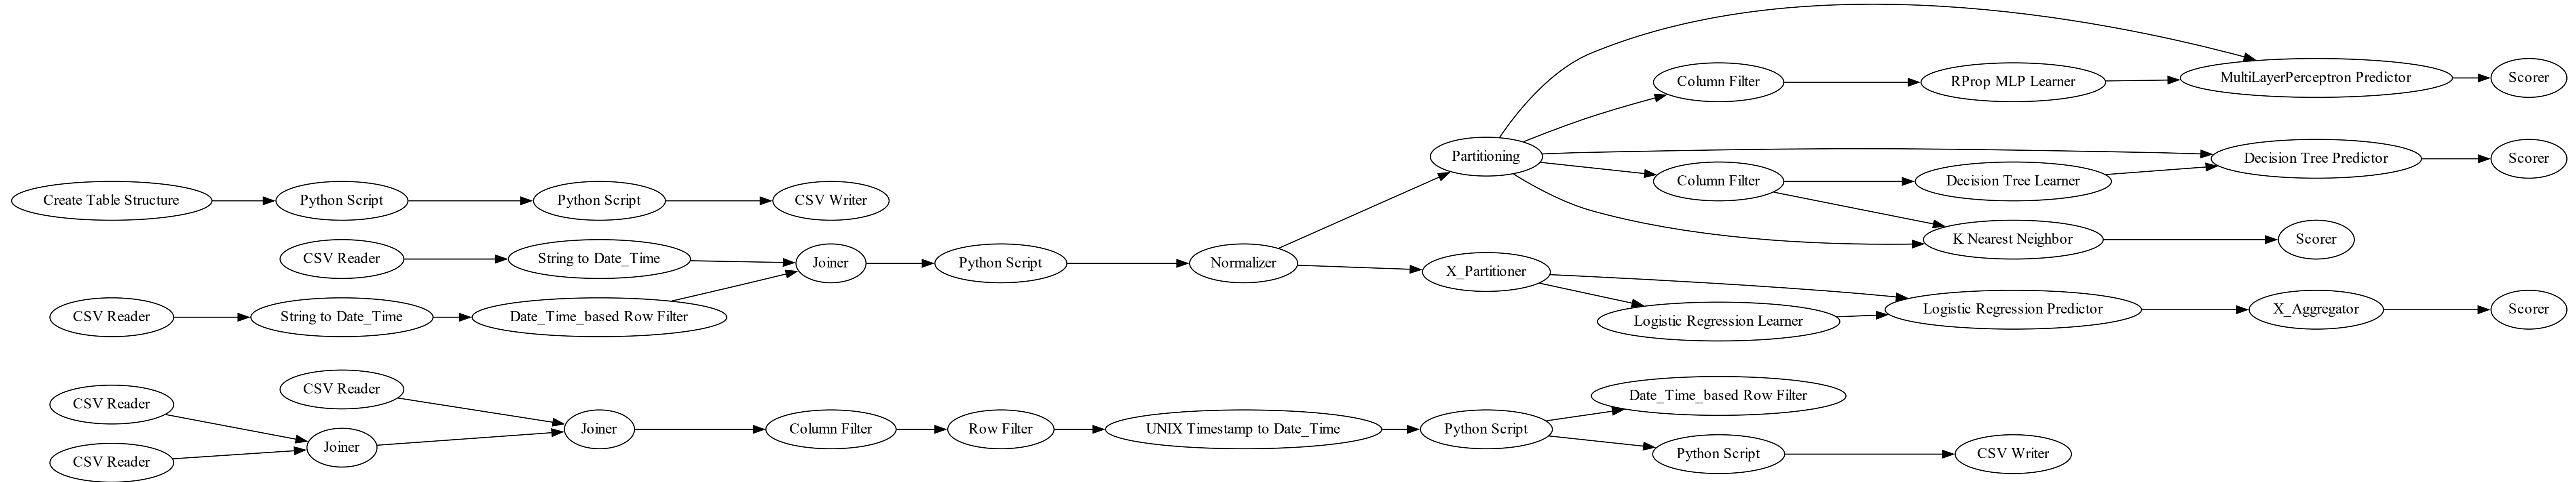 Column Filter
RProp MLP Learner
MultiLayerPerceptron Predictor
Scorer
Partitioning
Decision Tree Predictor
Scorer
Column Filter
Decision Tree Learner
Create Table Structure
Python Script
Python Script
CSV Writer
K Nearest Neighbor
Scorer
CSV Reader
String to Date_Time
Joiner
Python Script
Normalizer
X_Partitioner
CSV Reader
String to Date_Time
Date_Time_based Row Filter
Logistic Regression Learner
Logistic Regression Predictor
X_Aggregator
Scorer
CSV Reader
Date_Time_based Row Filter
CSV Reader
Joiner
Column Filter
Row Filter
UNIX Timestamp to Date_Time
Python Script
Joiner
CSV Reader
Python Script
CSV Writer